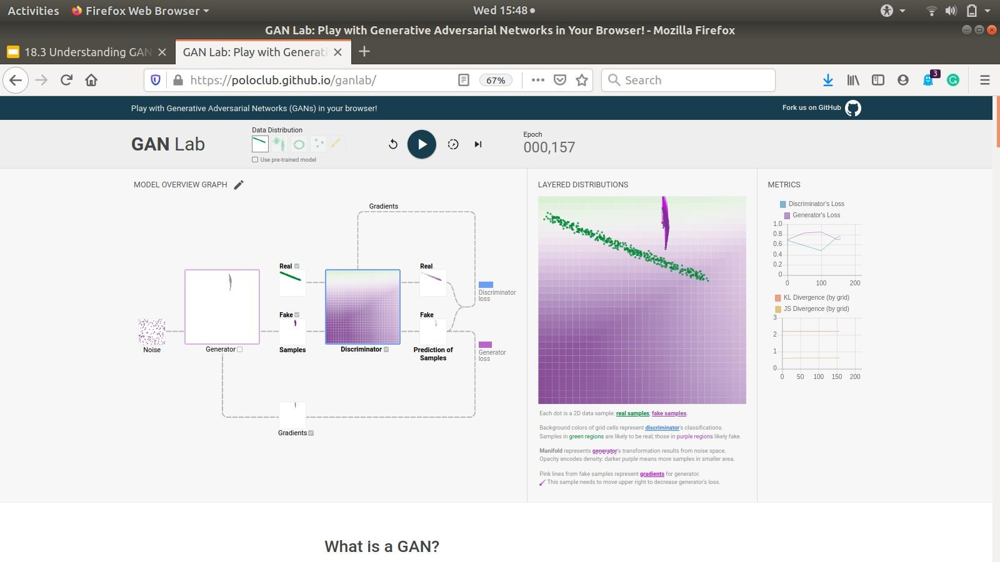 Activities
Firefox Web Browser
Wed 15:48
GAN Lab: Play with Generative Adversarial Networks in Your Browser! - Mozilla Firefox
18.3 Understanding GAN
GAN Lab: Play with Generati
https://poloclub.github.io/ganlab/
67%
Search
3
Play with Generative Adversarial Networks (GANs) in your browser!
Fork us on GitHub
GAN Lab
Data Distribution
Use pre-trained model
Epoch
000,157
MODEL OVERVIEW GRAPH
Gradients
Real
Real
Discriminator
loss
Fake
Fake
Noise
Generator
Samples
Discriminator
Prediction of
Samples
Generator
loss
Gradients
LAYERED DISTRIBUTIONS
Each dot is a 2D data sample: real samples; fake samples.
Background colors of grid cells represent discriminator's classifications.
Samples in green regions are likely to be real; those in purple regions likely fake.
Manifold represents generator's transformation results from noise space.
Opacity encodes density: darker purple means more samples in smaller area.
Pink lines from fake samples represent gradients for generator.
This sample needs to move upper right to decrease generator's loss.
METRICS
Discriminator's Loss
Generator's Loss
1.0
0.8
0.6
0.4
0.2
0
0 100 200
KL Divergence (by grid)
JS Divergence (by grid)
3
2
1
0
0 50 100 150 200
What is a GAN?